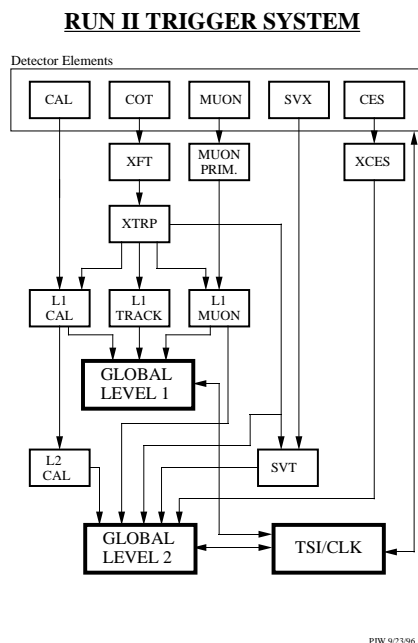 RUN II TRIGGER SYSTEM
Detector Elements
CAL COT MUON SVX CES
XFT MUON PRIM. XCES
XTRP
L1 CAL L1 TRACK L1 MUON
GLOBAL LEVEL 1
L2 CAL SVT
GLOBAL LEVEL 2 TSI/CLK
PJW 9/23/96